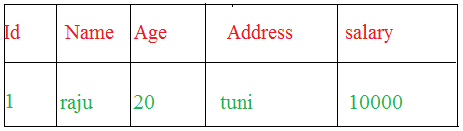 Id Name Age Address salary
1 raju 20 tuni 10000